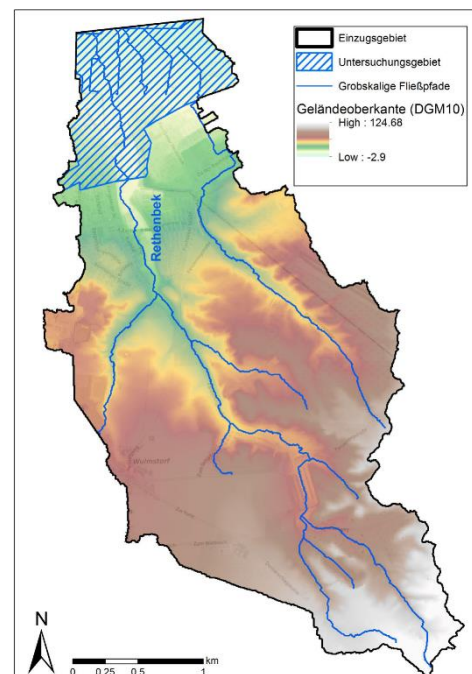 Einzugsgebiet
Untersuchungsgebiet
Grobskalige Fließpfade
Geländeoberkante (DGM10)
High : 124.68
Low : -2.9
Rethenbek
Wulmstorf
N
km
0 0.25 0.5 1